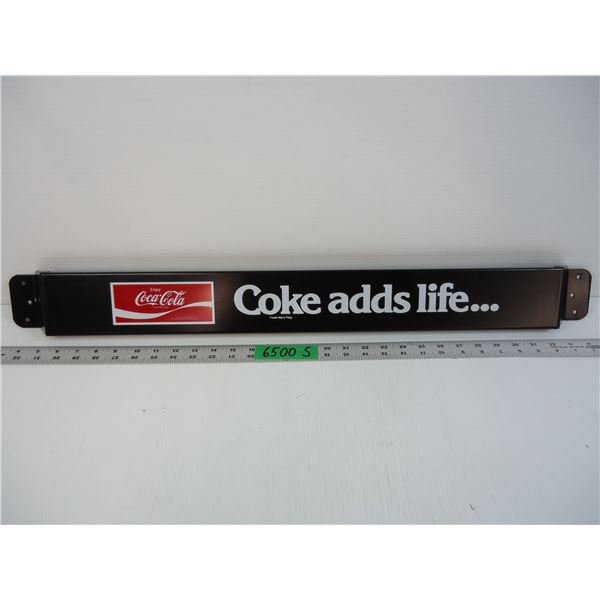 Enjoy
Coca-Cola
Coke adds life...
Trade Mark Reg.
6500 S